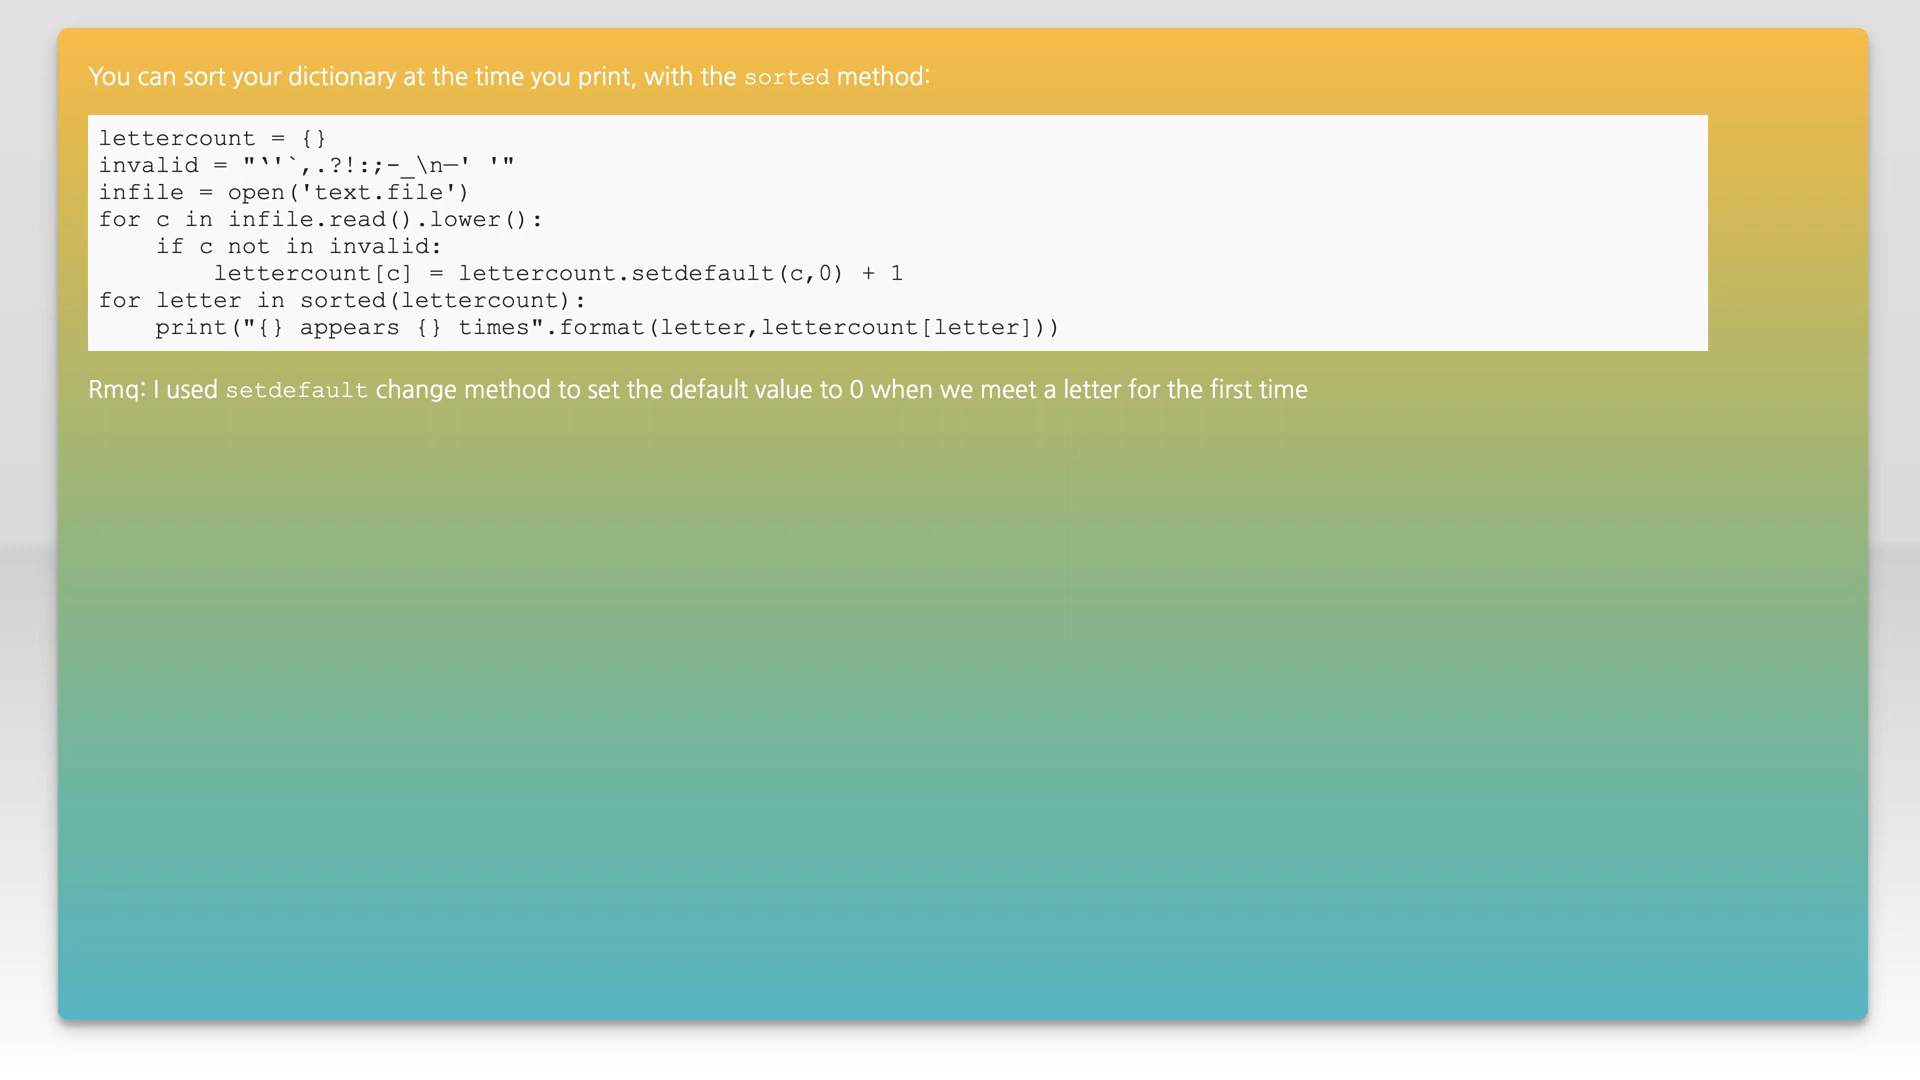 You can sort your dictionary at the time you print, with the sorted method:
lettercount = {}
invalid = "‘'`,.?!:;-_\n—' '"
infile = open('text.file')
for c in infile.read().lower():
    if c not in invalid:
        lettercount[c] = lettercount.setdefault(c,0) + 1
for letter in sorted(lettercount):
    print("{} appears {} times".format(letter,lettercount[letter]))
Rmq: I used setdefault change method to set the default value to 0 when we meet a letter for the first time